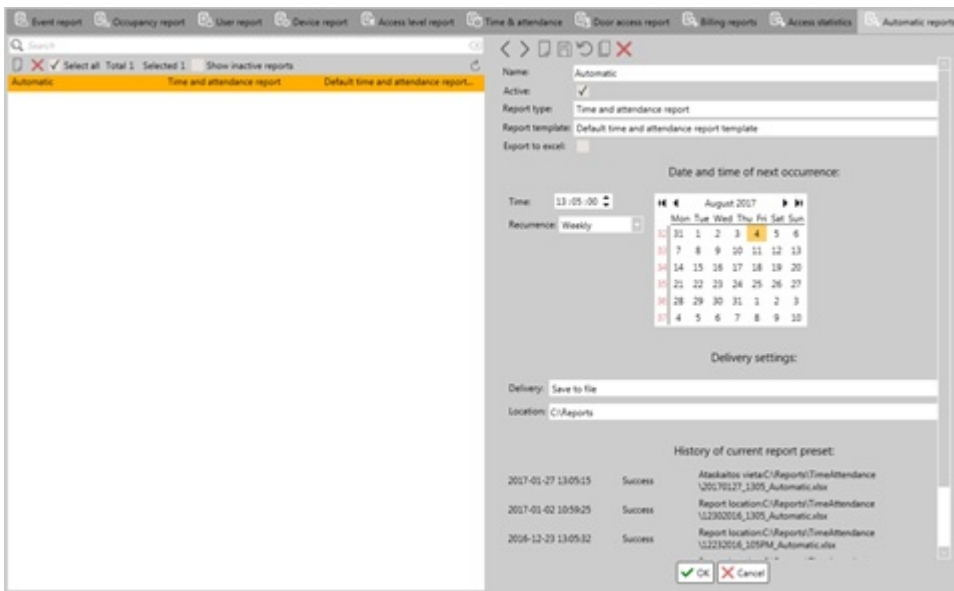 Event report Occupancy report User report Device report Access level report Time & attendance Door access report Billing reports Access statistics Automatic reports
Search
Select all Total 1 Selected 1 Show inactive reports
Automatic Time and attendance report Default time and attendance report...
Name: Automatic
Active:
Report type: Time and attendance report
Report template: Default time and attendance report template
Export to excel:
Date and time of next occurrence:
Time: 13:05:00
Recurrence: Weekly
August 2017
Mon Tue Wed Thu Fri Sat Sun
32 31 1 2 3 4 5 6
33 7 8 9 10 11 12 13
34 14 15 16 17 18 19 20
35 21 22 23 24 25 26 27
36 28 29 30 31 1 2 3
37 4 5 6 7 8 9 10
Delivery settings:
Delivery: Save to file
Location: C:\Reports
History of current report preset:
2017-01-27 13:05:15 Success Ataskaitos vieta:C:\Reports\TimeAttendance
\20170127_1305_Automatic.xlsx
2017-01-02 10:59:25 Success Report location:C:\Reports\TimeAttendance
\12302016_1305_Automatic.xlsx
2016-12-23 13:05:32 Success Report location:C:\Reports\TimeAttendance
\12232016_105PM_Automatic.xlsx
OK Cancel